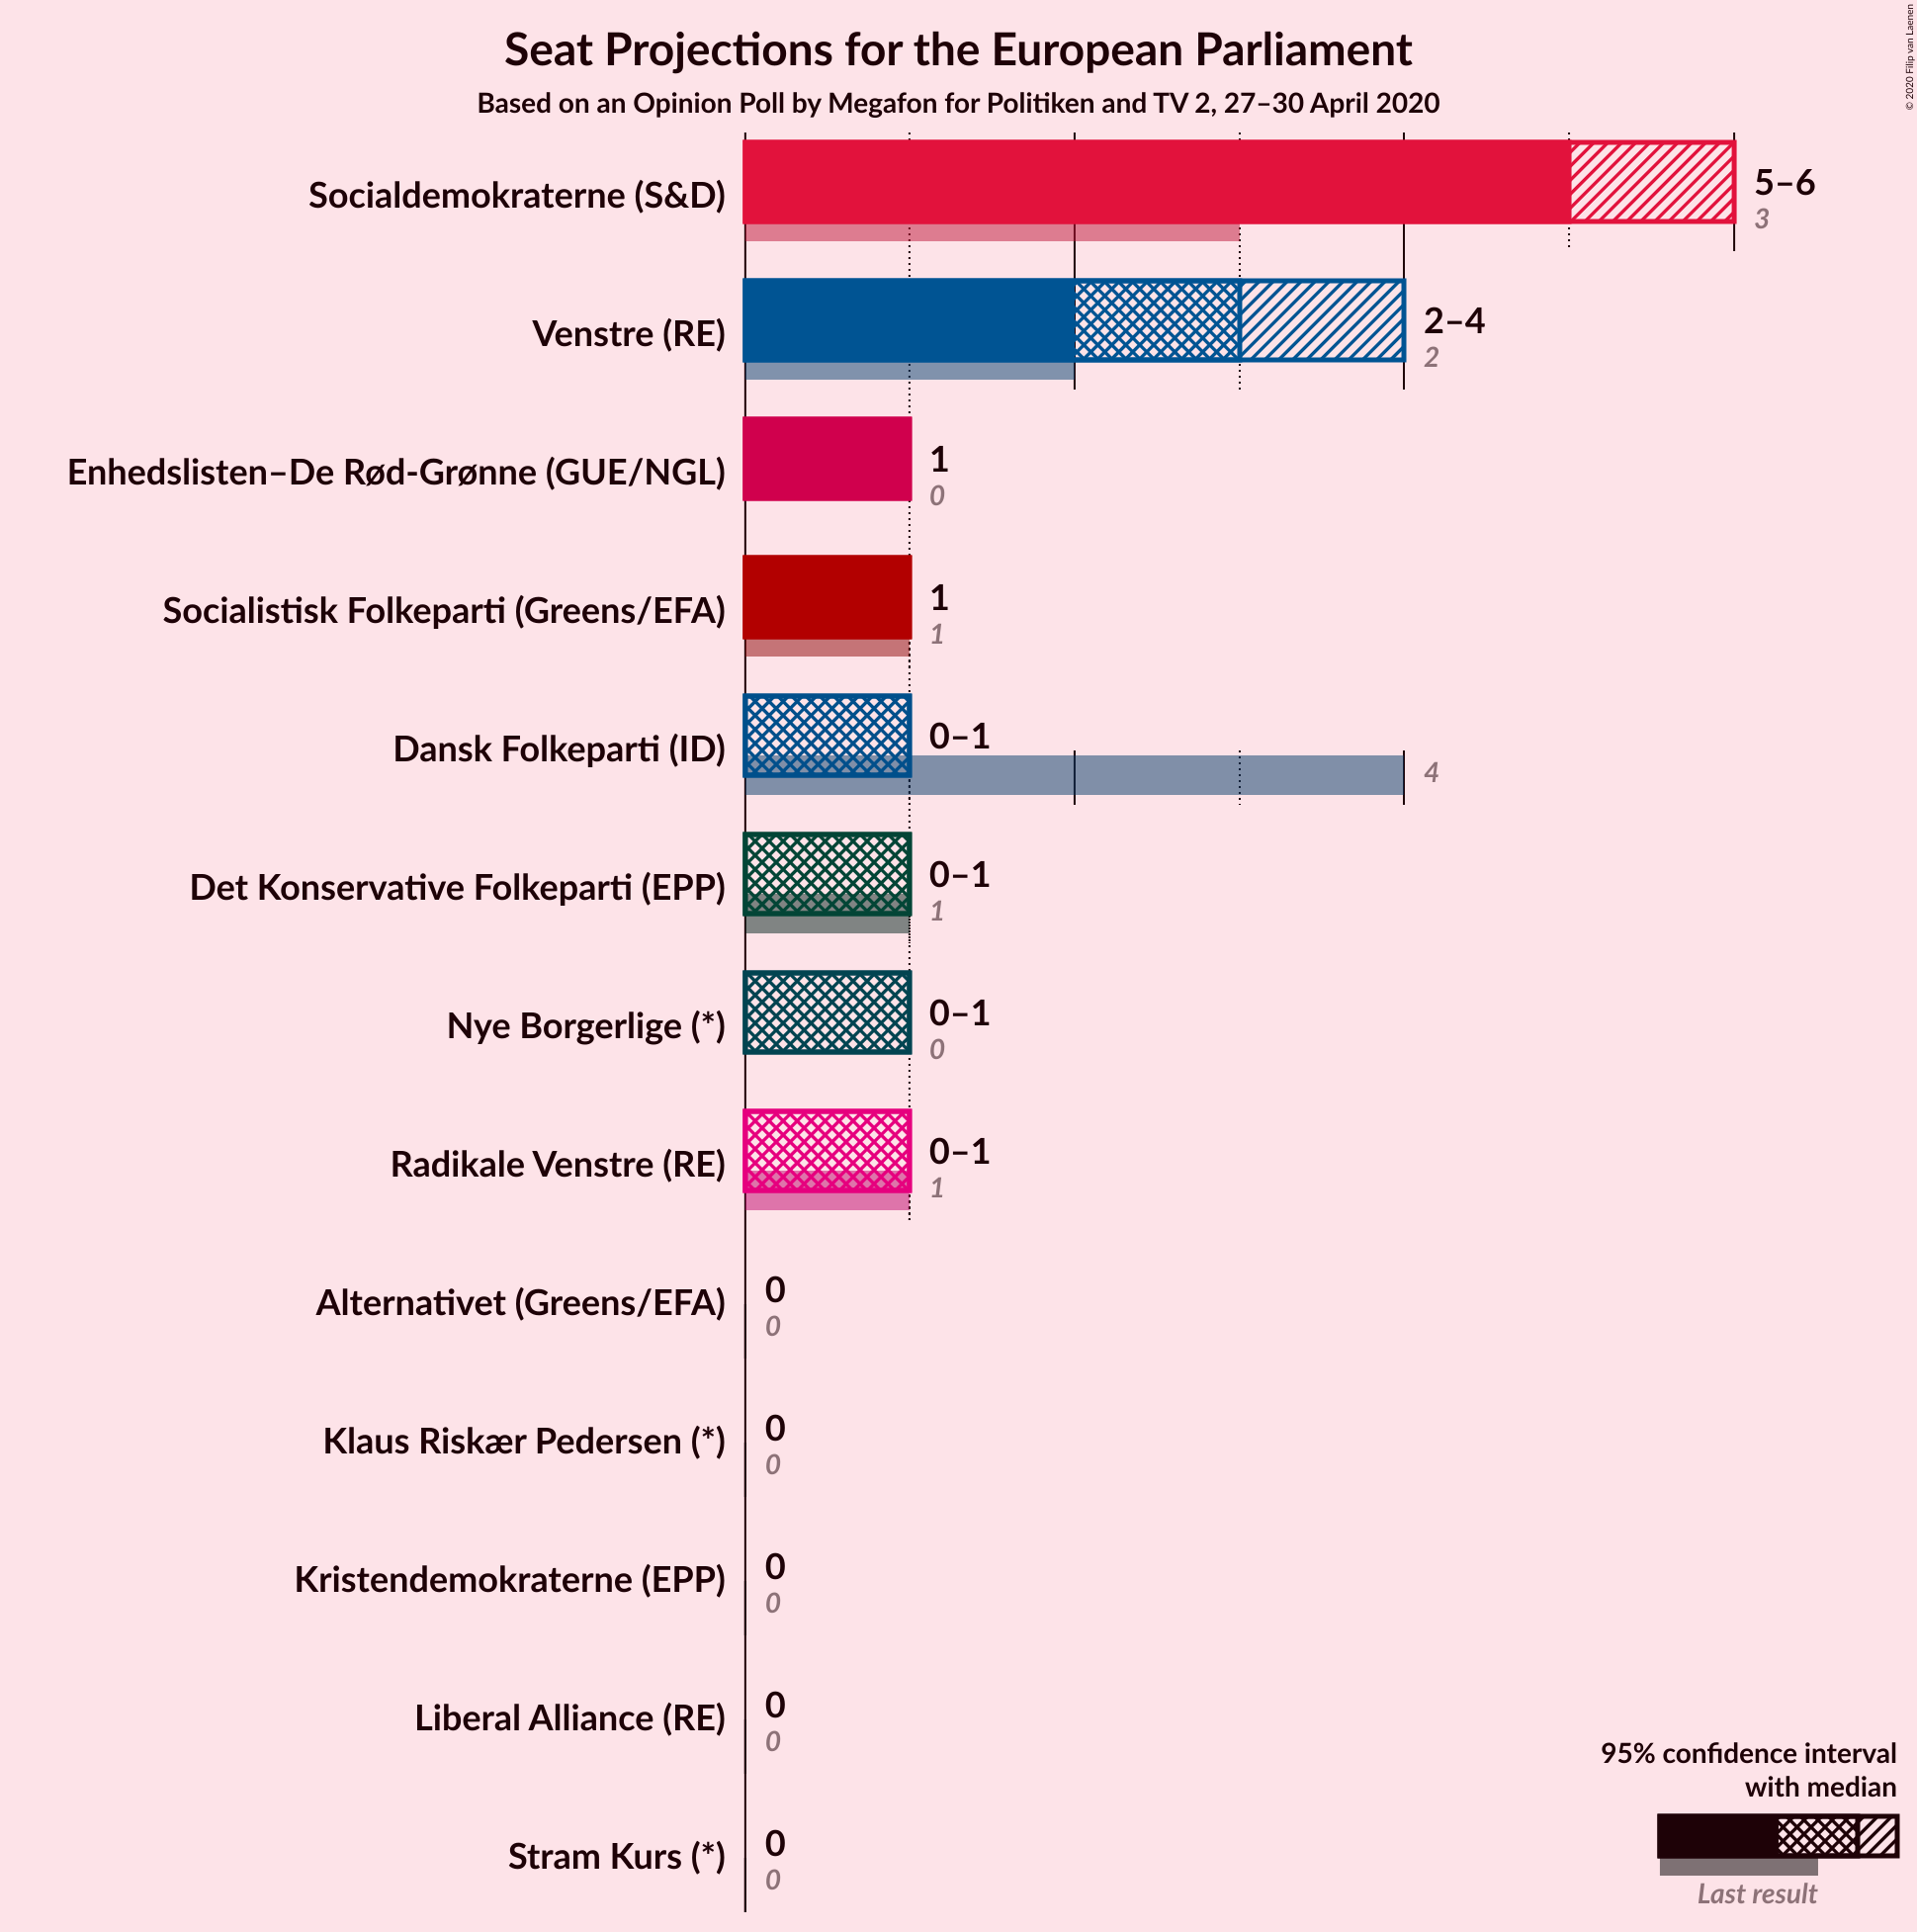 Seat Projections for the European Parliament
Based on an Opinion Poll by Megafon for Politiken and TV 2, 27–30 April 2020
© 2020 Filip van Laenen
Socialdemokraterne (S&D)
5–6
3
Venstre (RE)
2–4
2
Enhedslisten–De Rød-Grønne (GUE/NGL)
1
0
Socialistisk Folkeparti (Greens/EFA)
1
1
Dansk Folkeparti (ID)
0–1
4
Det Konservative Folkeparti (EPP)
0–1
1
Nye Borgerlige (*)
0–1
0
Radikale Venstre (RE)
0–1
1
Alternativet (Greens/EFA)
0
0
Klaus Riskær Pedersen (*)
0
0
Kristendemokraterne (EPP)
0
0
Liberal Alliance (RE)
0
0
Stram Kurs (*)
0
0
95% confidence interval
with median
Last result